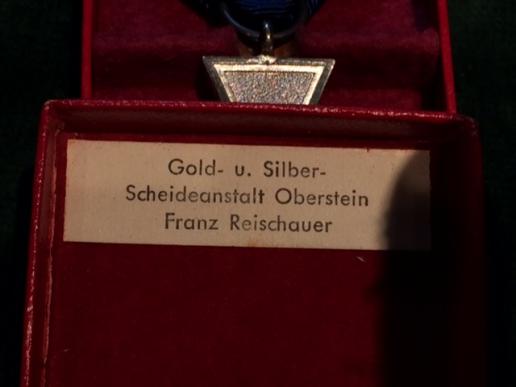 Gold- u. Silber-
Scheideanstalt Oberstein
Franz Reischauer